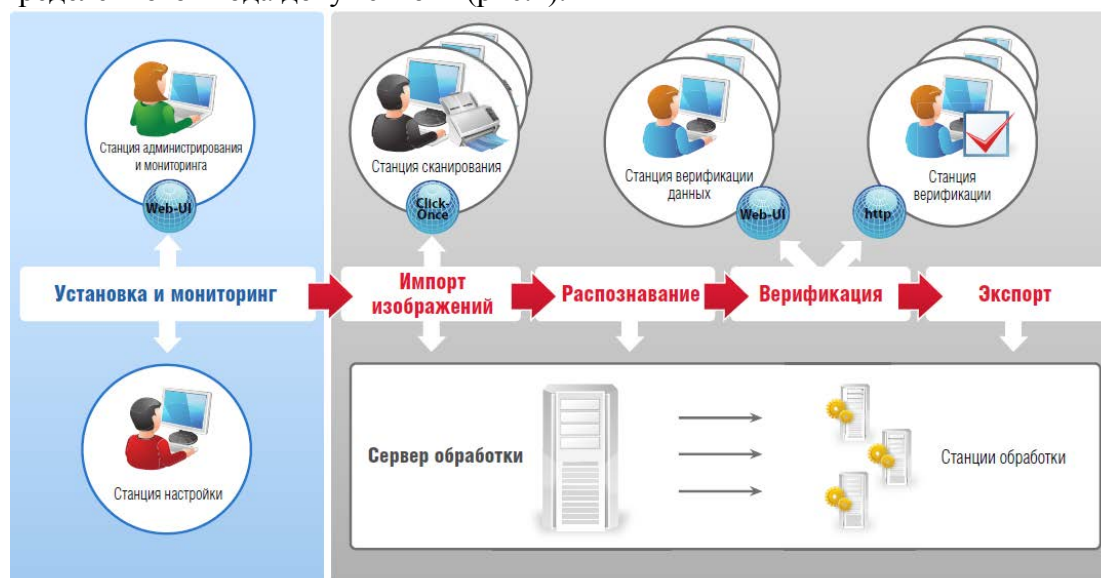 Станция администрирования
и мониторинга
Web-UI
Станция сканирования
Click-
Once
Станция верификации
данных
Web-UI
http
Станция
верификации
Установка и мониторинг
Импорт
изображений
Распознавание
Верификация
Экспорт
Станция настройки
Сервер обработки
Станции обработки